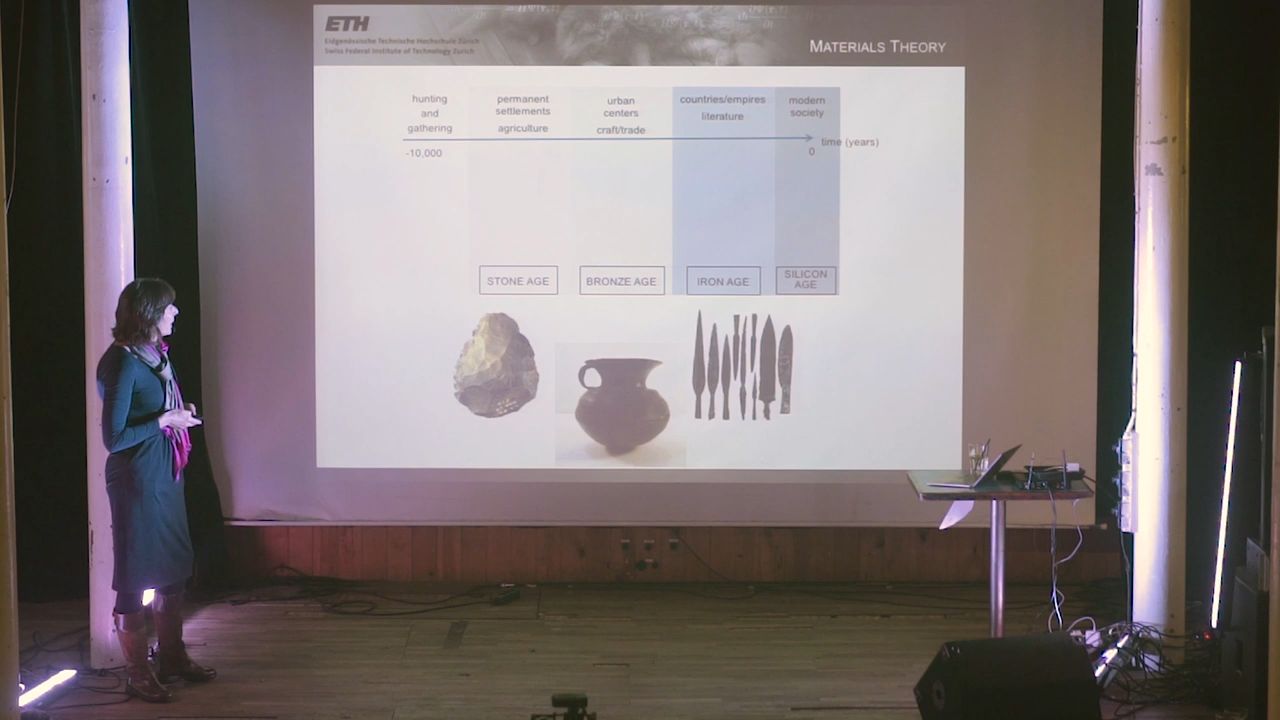 ETH
Eidgenössische Technische Hochschule Zürich
Swiss Federal Institute of Technology Zurich
MATERIALS THEORY
hunting
and
gathering
permanent
settlements
agriculture
urban
centers
craft/trade
countries/empires
literature
modern
society
time (years)
-10,000
0
STONE AGE
BRONZE AGE
IRON AGE
SILICON
AGE